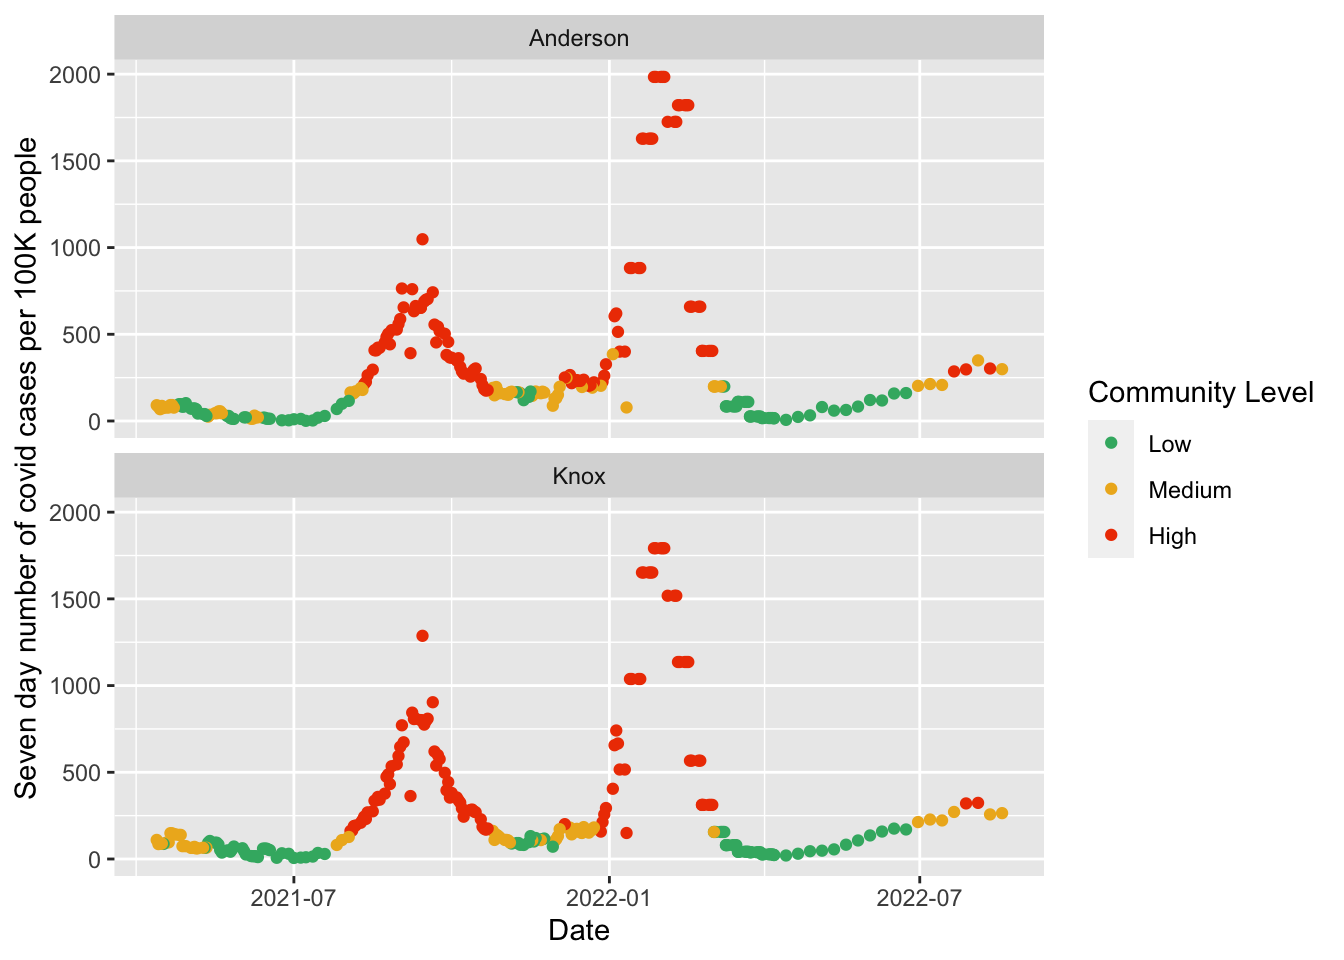 Anderson
2000
1500
1000
500
0
Knox
2000
1500
1000
500
0
2021-07 2022-01 2022-07
Date
Seven day number of covid cases per 100K people
Community Level
Low
Medium
High